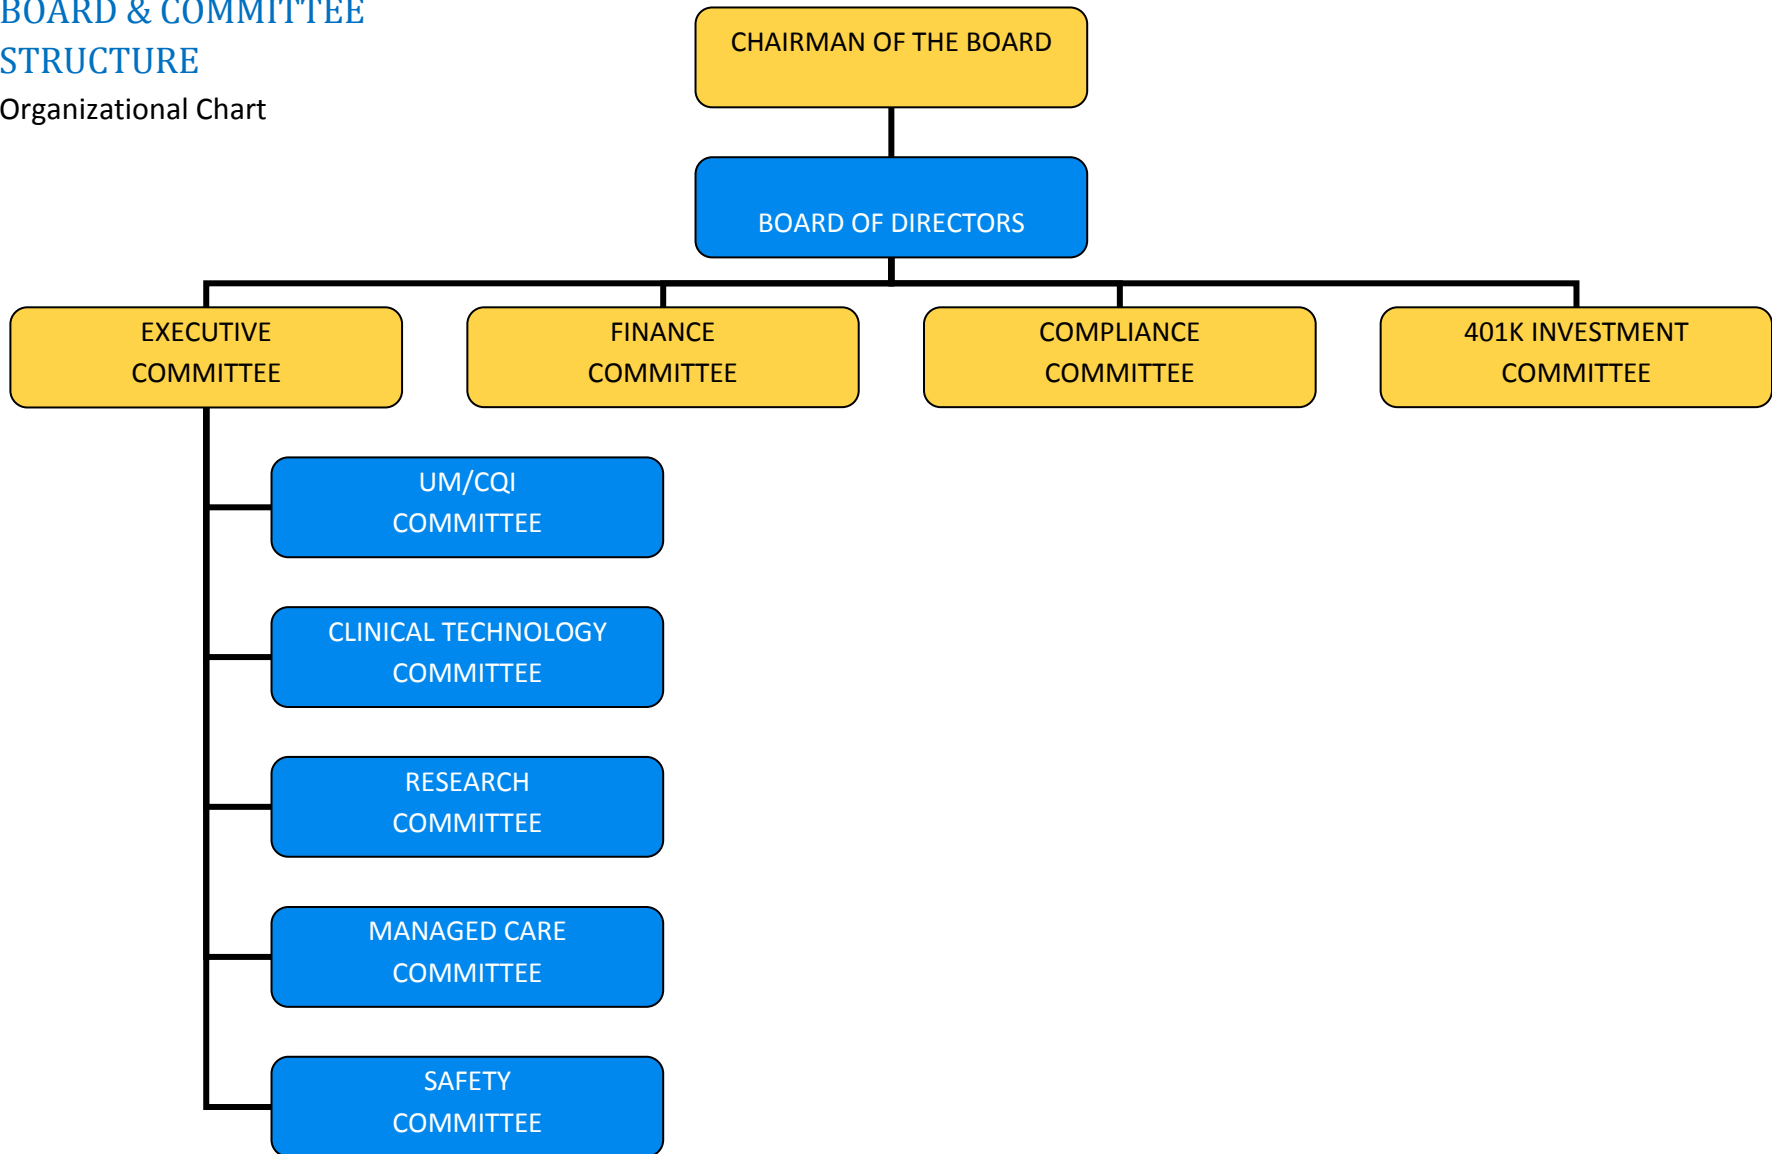 BOARD & COMMITTEE
STRUCTURE
Organizational Chart
CHAIRMAN OF THE BOARD
BOARD OF DIRECTORS
EXECUTIVE
COMMITTEE
FINANCE
COMMITTEE
COMPLIANCE
COMMITTEE
401K INVESTMENT
COMMITTEE
UM/CQI
COMMITTEE
CLINICAL TECHNOLOGY
COMMITTEE
RESEARCH
COMMITTEE
MANAGED CARE
COMMITTEE
SAFETY
COMMITTEE